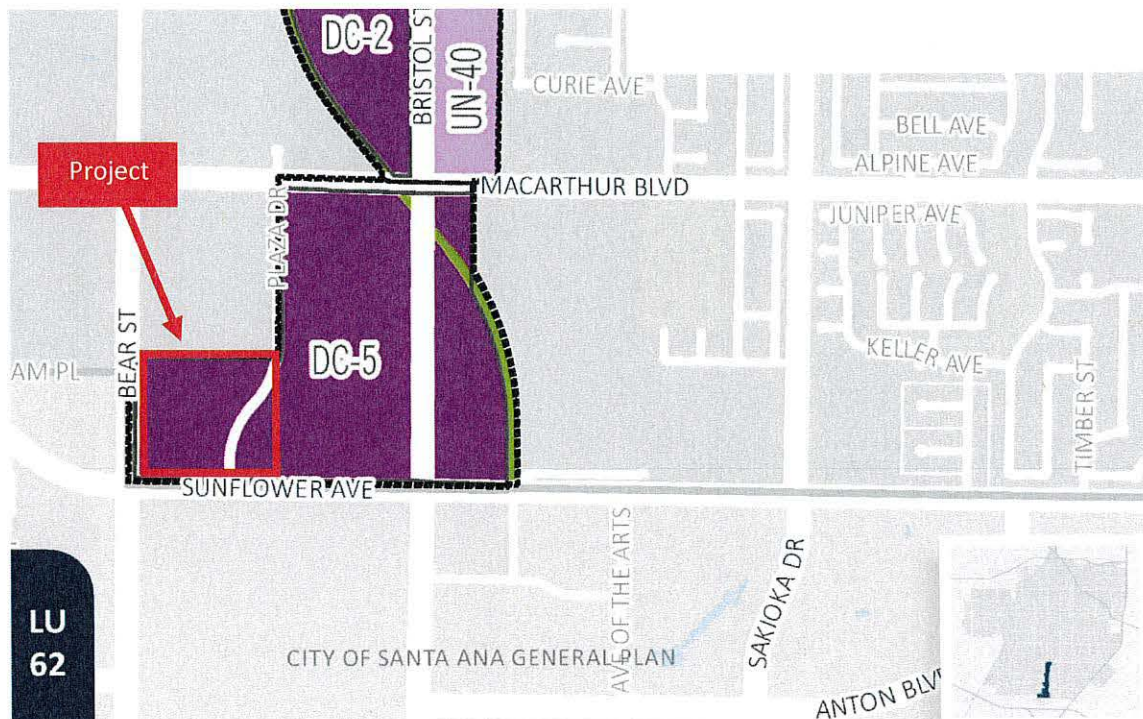 DC-2
BRISTOL ST
UN-40
CURIE AVE
BELL AVE
ALPINE AVE
Project
MACARTHUR BLVD
PLAZA DR
JUNIPER AVE
BEAR ST
DC-5
KELLER AVE
AM PL
TIMBER ST
SUNFLOWER AVE
AVE OF THE ARTS
SAKIOKA DR
LU
62
CITY OF SANTA ANA GENERAL PLAN
ANTON BLV